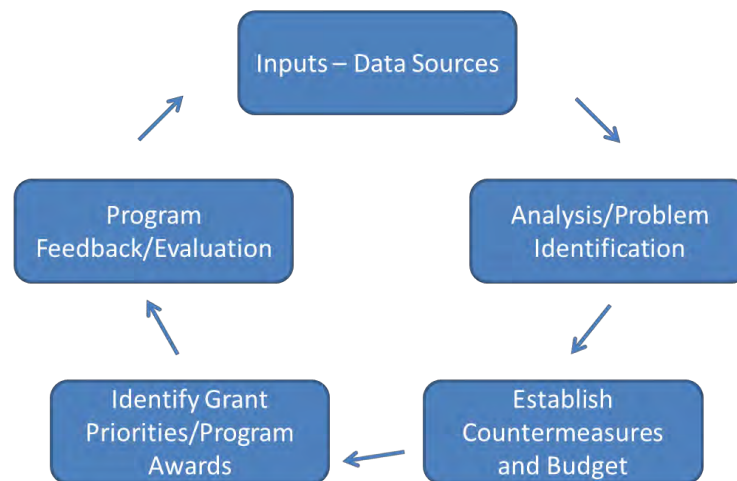 Inputs – Data Sources
Analysis/Problem
Identification
Establish
Countermeasures
and Budget
Identify Grant
Priorities/Program
Awards
Program
Feedback/Evaluation